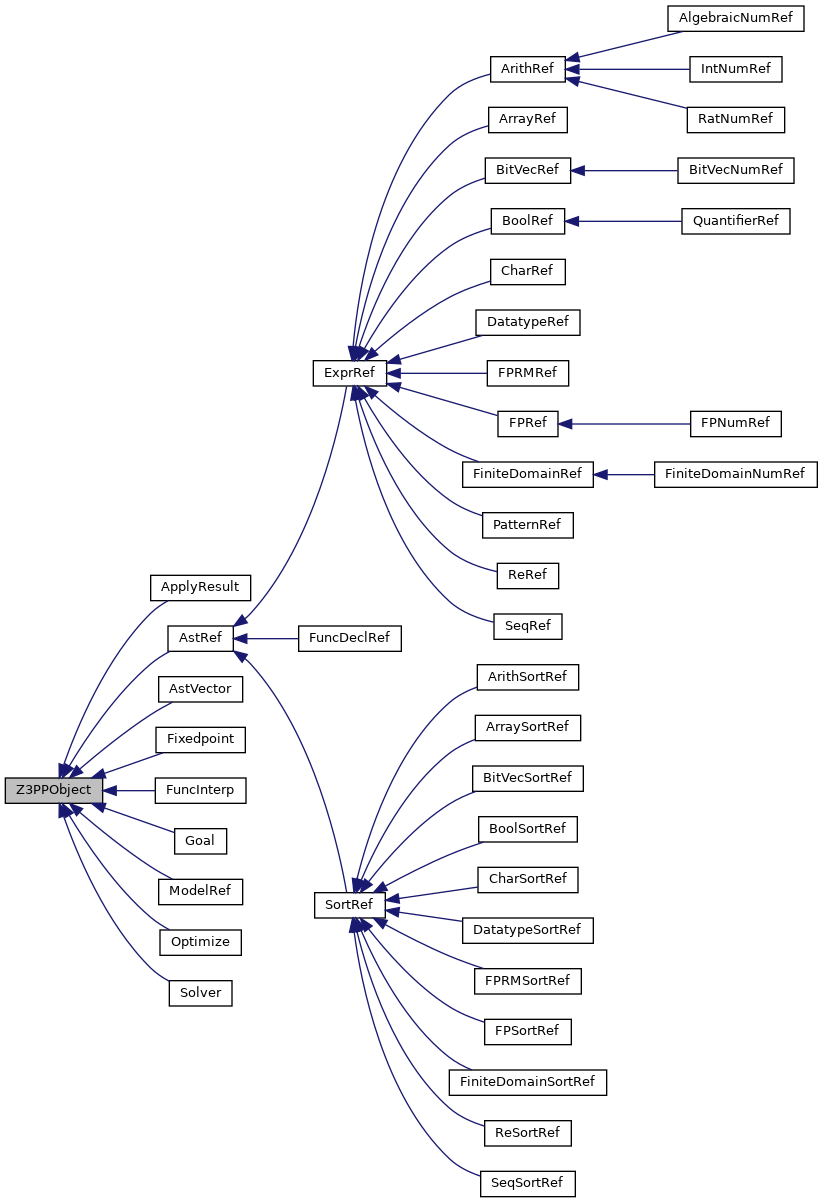 AlgebraicNumRef
ArithRef
IntNumRef
RatNumRef
ArrayRef
BitVecRef
BitVecNumRef
BoolRef
QuantifierRef
CharRef
DatatypeRef
ExprRef
FPRMRef
FPRef
FPNumRef
FiniteDomainRef
FiniteDomainNumRef
PatternRef
ReRef
ApplyResult
SeqRef
AstRef
FuncDeclRef
ArithSortRef
AstVector
ArraySortRef
Fixedpoint
BitVecSortRef
Z3PPObject
FuncInterp
BoolSortRef
Goal
CharSortRef
ModelRef
SortRef
DatatypeSortRef
Optimize
FPRMSortRef
Solver
FPSortRef
FiniteDomainSortRef
ReSortRef
SeqSortRef